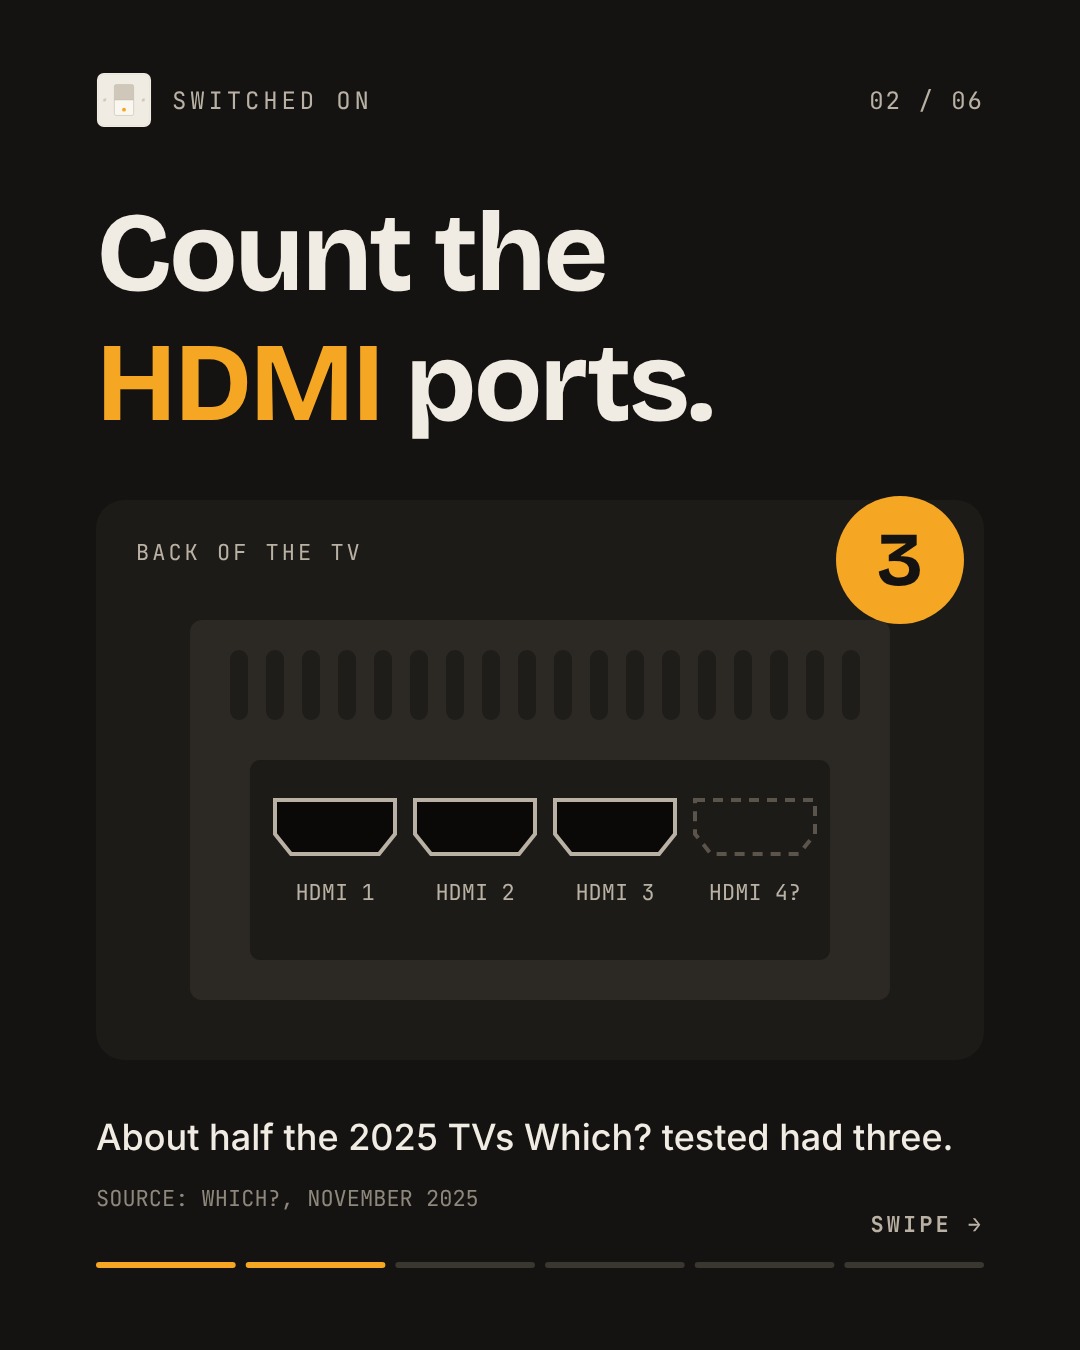 SWITCHED ON
02 / 06
Count the
HDMI ports.
BACK OF THE TV
3
HDMI 1
HDMI 2
HDMI 3
HDMI 4?
About half the 2025 TVs Which? tested had three.
SOURCE: WHICH?, NOVEMBER 2025
SWIPE →